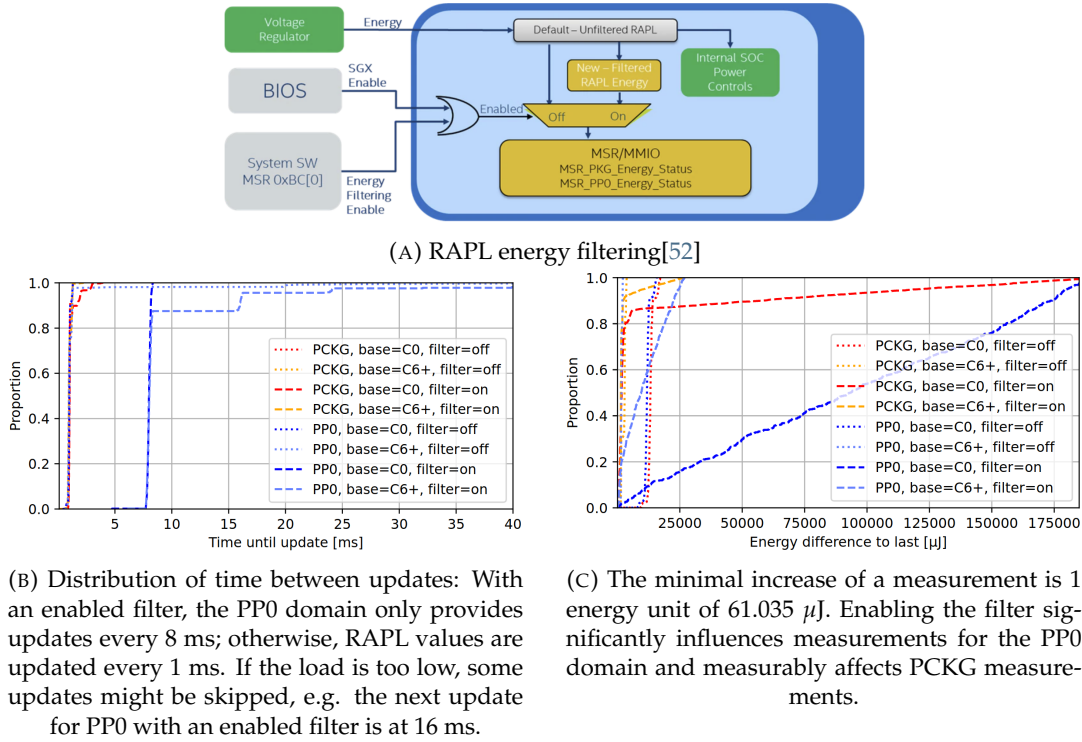 Voltage
Regulator
Energy
Default – Unfiltered RAPL
New – Filtered
RAPL Energy
Internal SOC
Power
Controls
BIOS
SGX
Enable
Enabled
Off
On
System SW
MSR 0xBC[0]
Energy
Filtering
Enable
MSR/MMIO
MSR_PKG_Energy_Status
MSR_PP0_Energy_Status
(A) RAPL energy filtering[52]
1.0
0.8
0.6
0.4
0.2
0.0
Proportion
PCKG, base=C0, filter=off
PCKG, base=C6+, filter=off
PCKG, base=C0, filter=on
PCKG, base=C6+, filter=on
PP0, base=C0, filter=off
PP0, base=C6+, filter=off
PP0, base=C0, filter=on
PP0, base=C6+, filter=on
5 10 15 20 25 30 35 40
Time until update [ms]
1.0
0.8
0.6
0.4
0.2
0.0
Proportion
PCKG, base=C0, filter=off
PCKG, base=C6+, filter=off
PCKG, base=C0, filter=on
PCKG, base=C6+, filter=on
PP0, base=C0, filter=off
PP0, base=C6+, filter=off
PP0, base=C0, filter=on
PP0, base=C6+, filter=on
25000 50000 75000 100000 125000 150000 175000
Energy difference to last [μJ]
(B) Distribution of time between updates: With
an enabled filter, the PP0 domain only provides
updates every 8 ms; otherwise, RAPL values are
updated every 1 ms. If the load is too low, some
updates might be skipped, e.g. the next update
for PP0 with an enabled filter is at 16 ms.
(C) The minimal increase of a measurement is 1
energy unit of 61.035 μJ. Enabling the filter sig-
nificantly influences measurements for the PP0
domain and measurably affects PCKG measure-
ments.